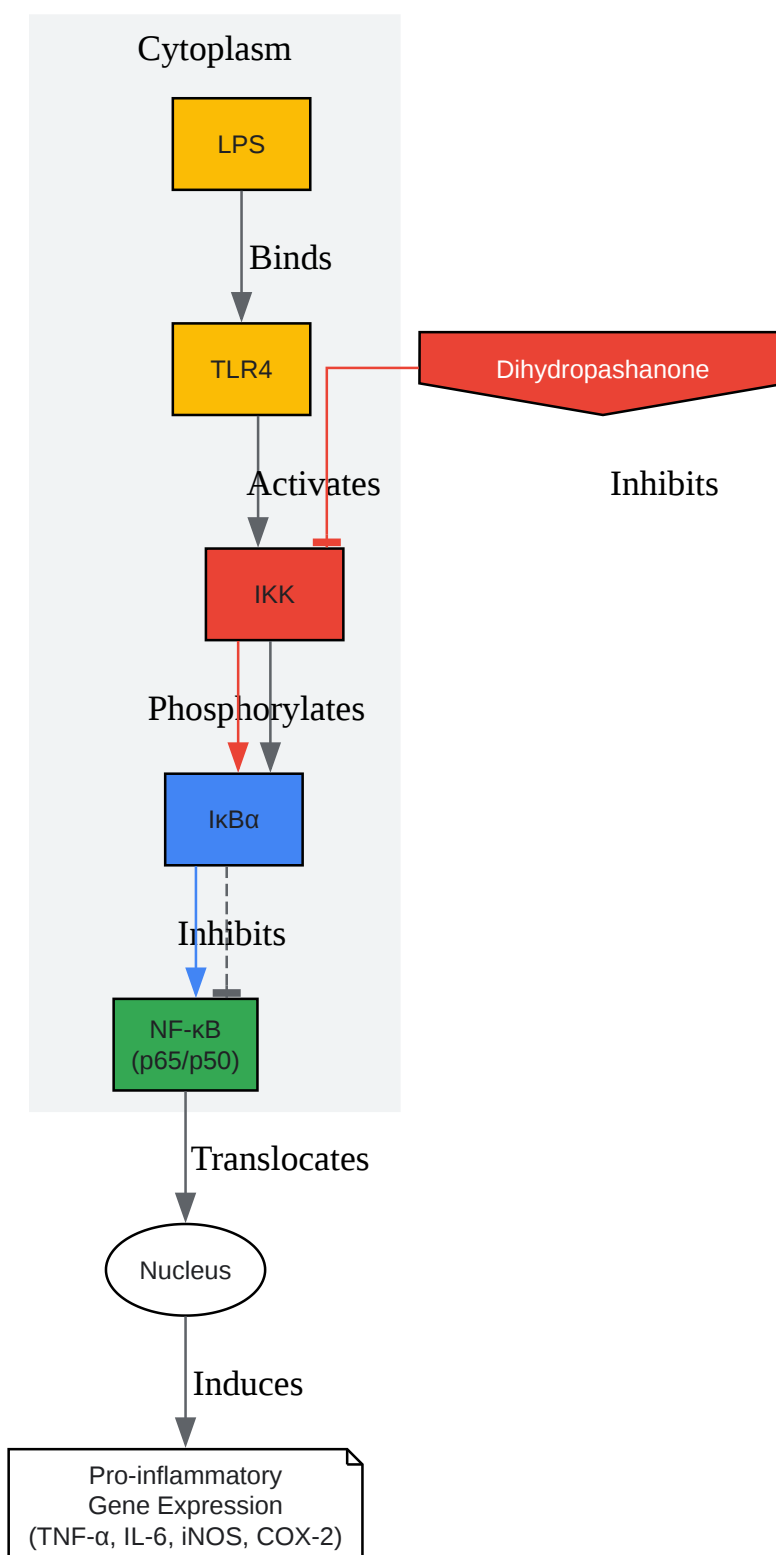 Cytoplasm
LPS
Binds
TLR4
Dihydropashanone
Activates
Inhibits
IKK
Phosphorylates
IκBα
Inhibits
NF-κB
(p65/p50)
Translocates
Nucleus
Induces
Pro-inflammatory
Gene Expression
(TNF-α, IL-6, iNOS, COX-2)